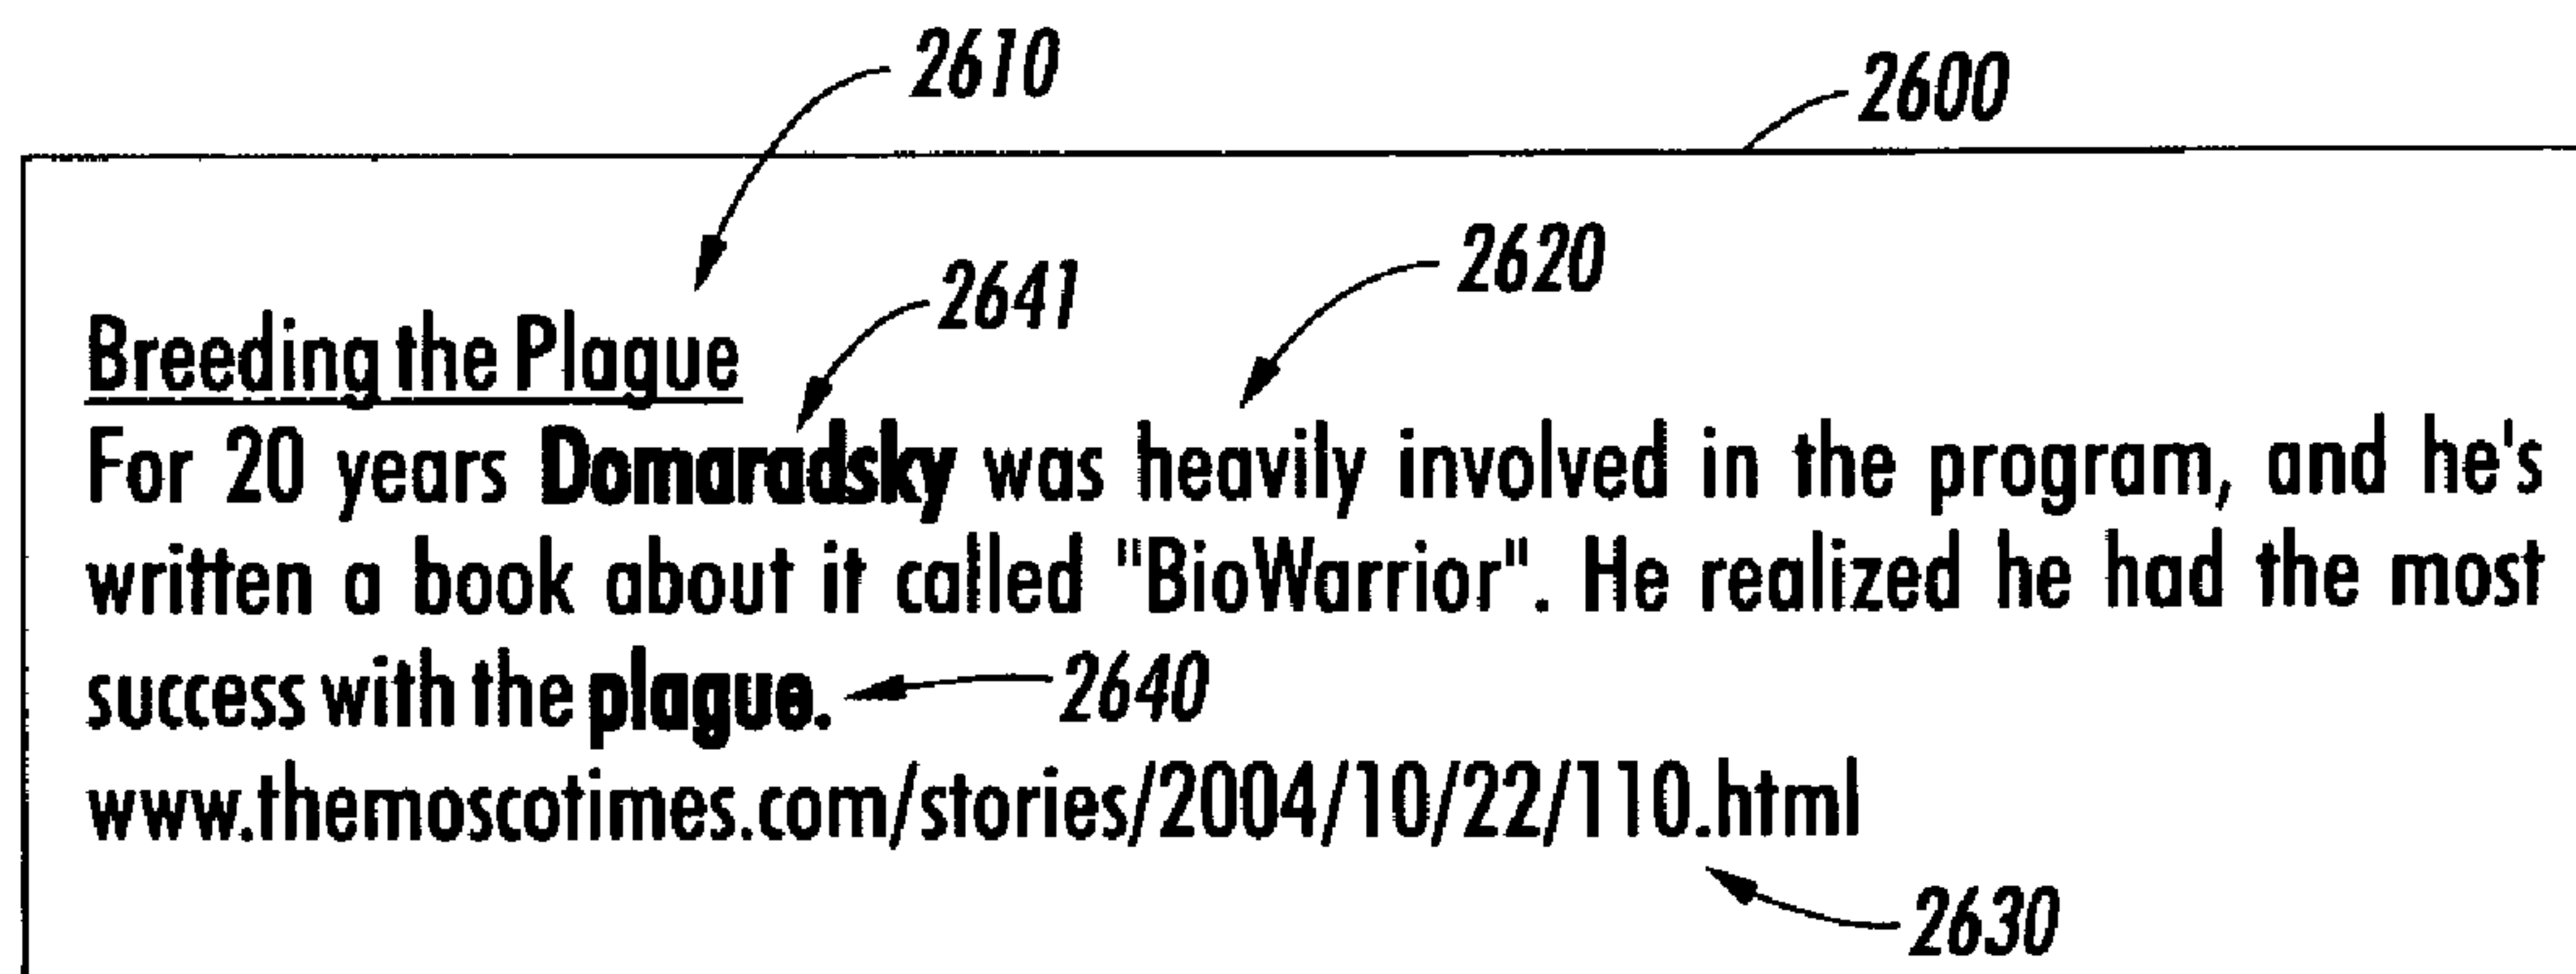 2610
2600
2641
2620
Breeding the Plague
For 20 years Domaradsky was heavily involved in the program, and he's
written a book about it called "BioWarrior". He realized he had the most
success with the plague.
2640
www.themoscotimes.com/stories/2004/10/22/110.html
2630